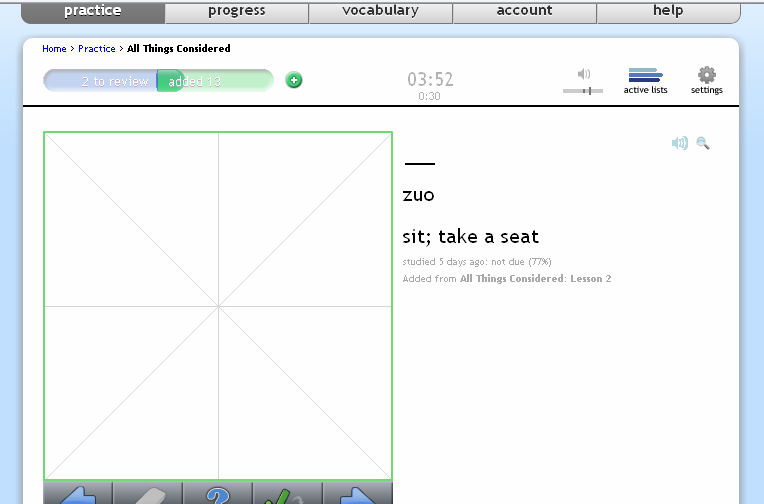 practice progress vocabulary account help
Home > Practice > All Things Considered
2 to review added 13 03:52
0:30 active lists settings
zuo
sit; take a seat
studied 5 days ago: not due (77%)
Added from All Things Considered: Lesson 2